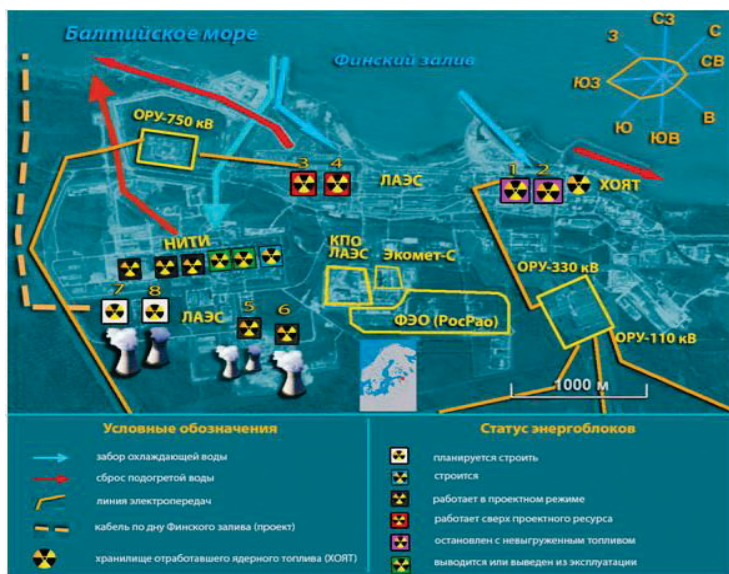 Балтийское море
Финский залив
СЗ
З
С
СВ
ЮЗ
В
Ю
ЮВ
ОРУ-750 кВ
3 4
ЛАЭС
1 2
ХОЯТ
НИТИ
КПО
ЛАЭС
Экомет-С
ОРУ-330 кВ
7 8
ЛАЭС
5 6
ФЭО (РосРао)
ОРУ-110 кВ
1000 м
Условные обозначения
забор охлаждающей воды
сброс подогретой воды
линия электропередач
кабель по дну Финского залива (проект)
хранилище отработавшего ядерного топлива (ХОЯТ)
Статус энергоблоков
планируется строить
строится
работает в проектном режиме
работает сверх проектного ресурса
остановлен с невыгруженным топливом
выводится или выведен из эксплуатации